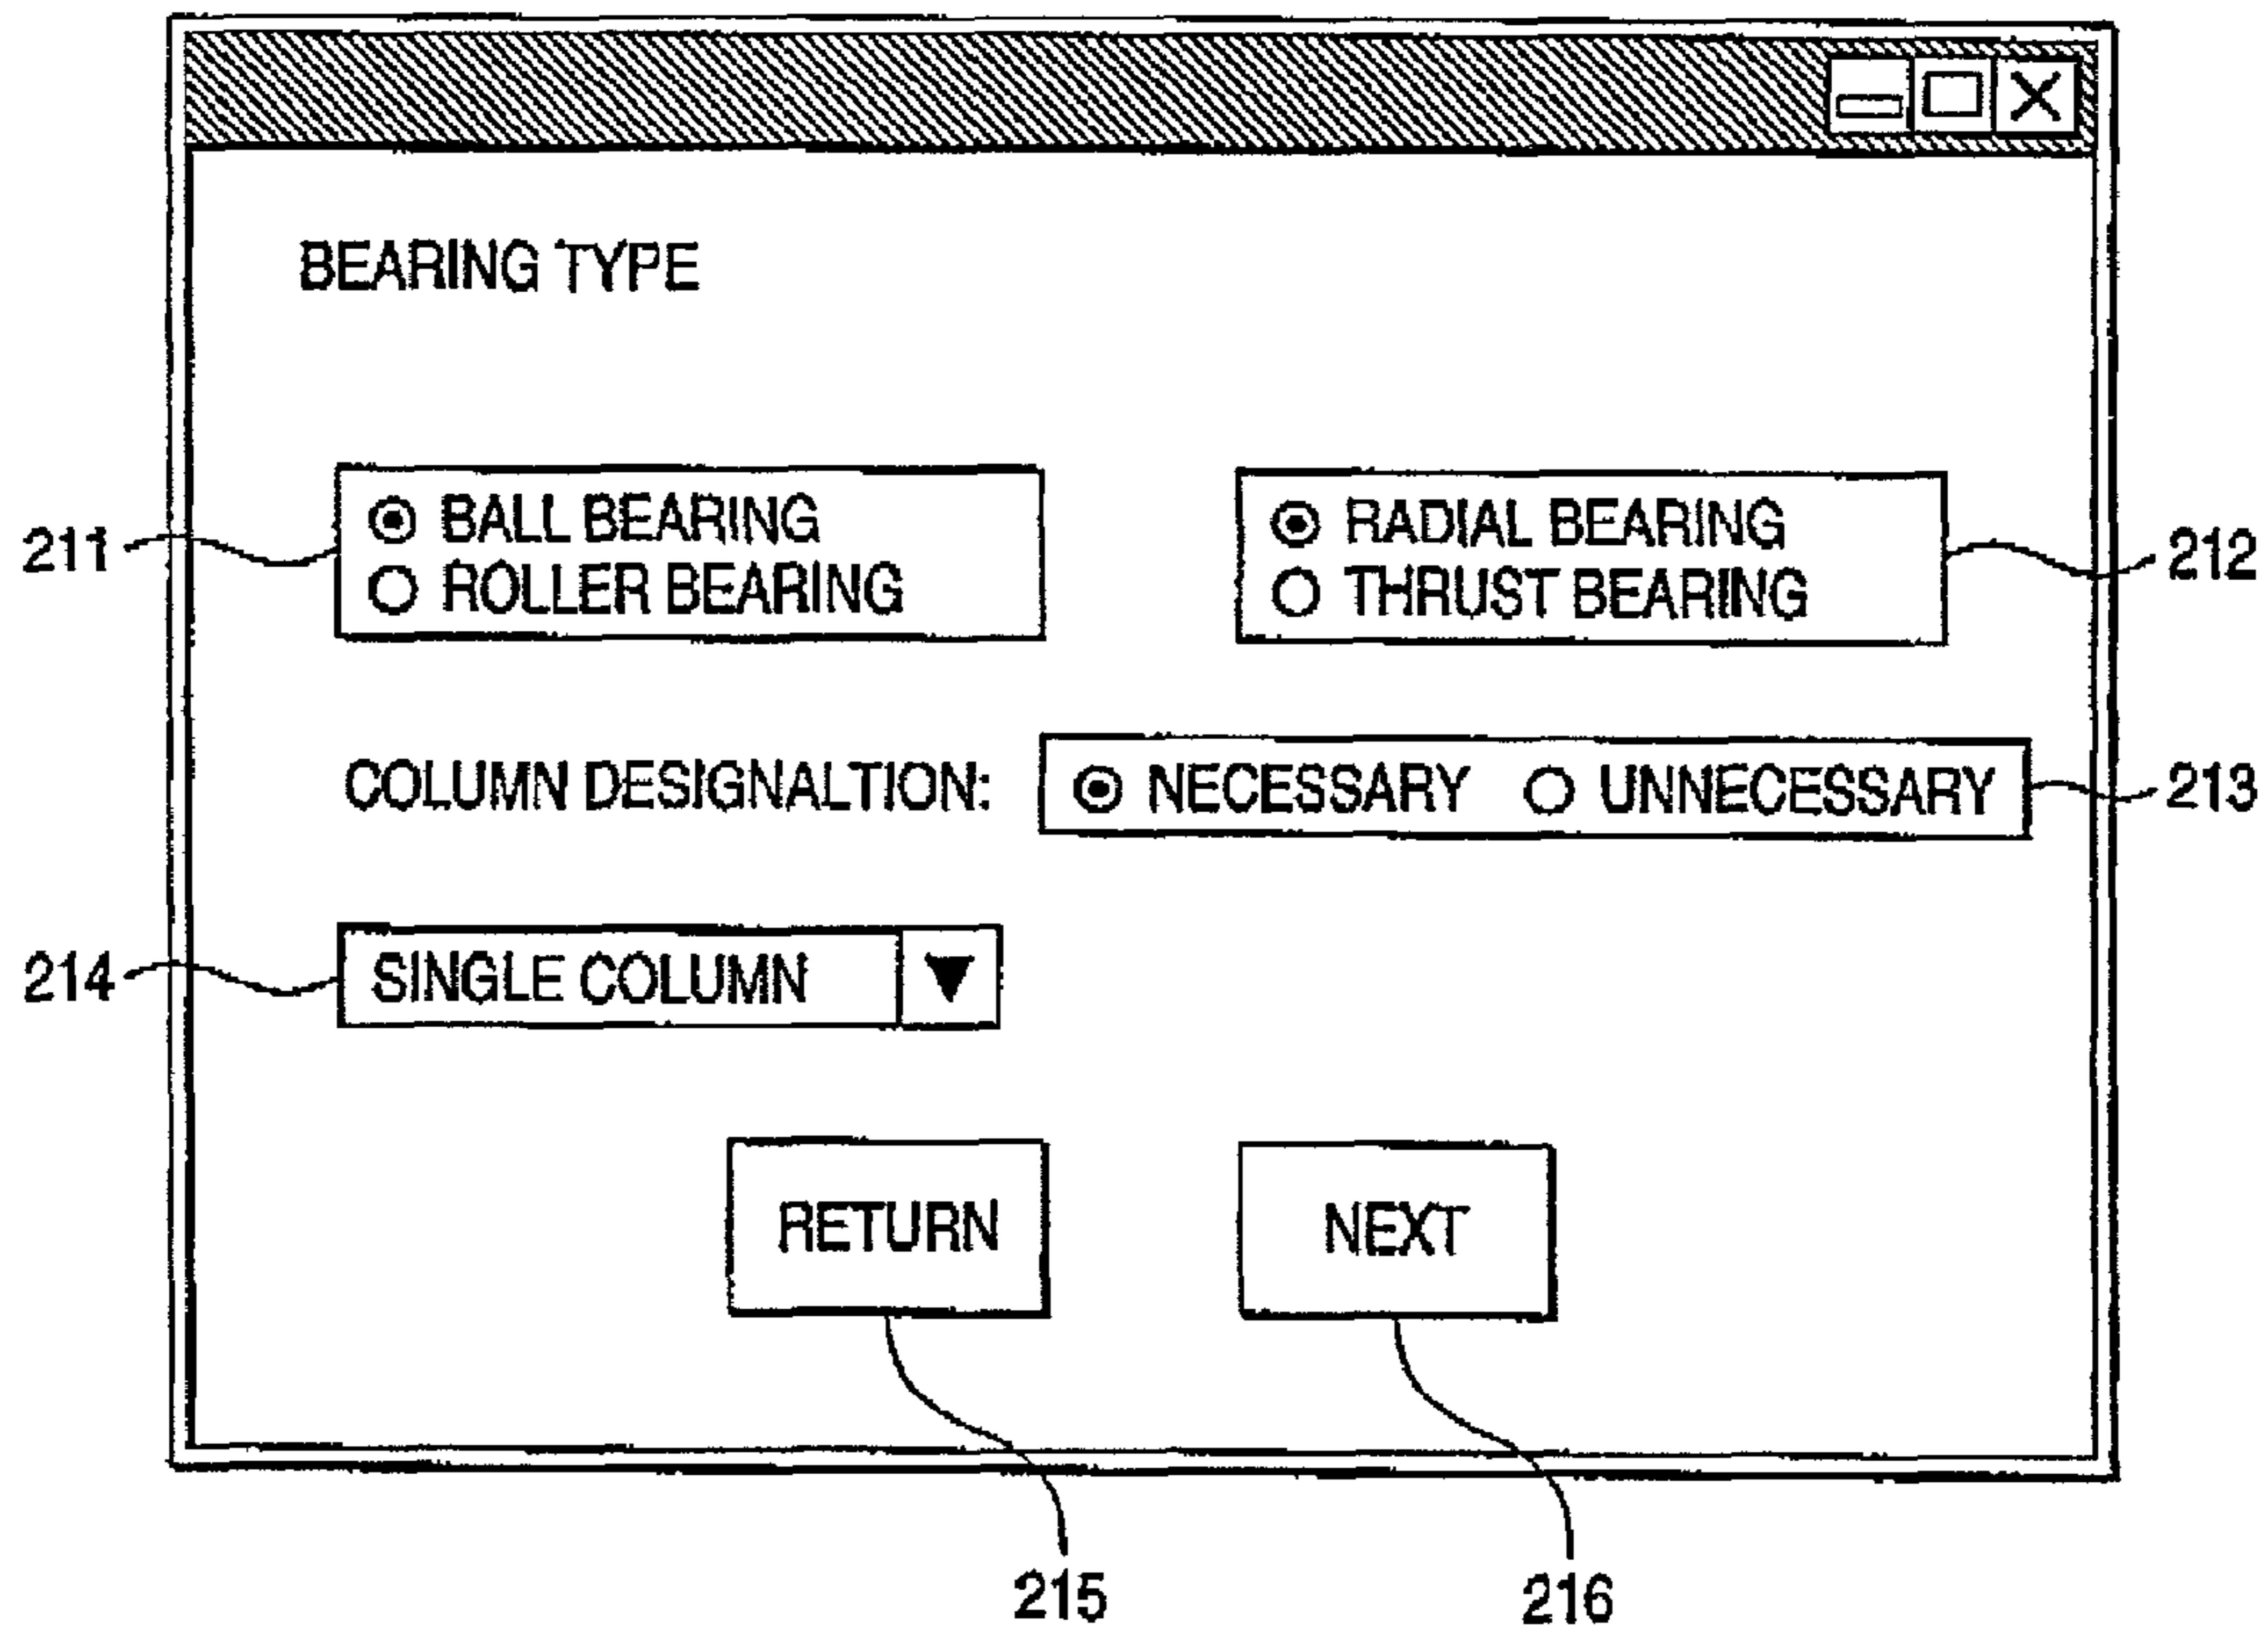 BEARING TYPE
211
BALL BEARING
ROLLER BEARING
RADIAL BEARING
THRUST BEARING
212
COLUMN DESIGNALTION:
NECESSARY UNNECESSARY
213
214
SINGLE COLUMN
RETURN
NEXT
215
216